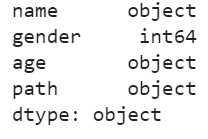 name object
gender int64
age object
path object
dtype: object